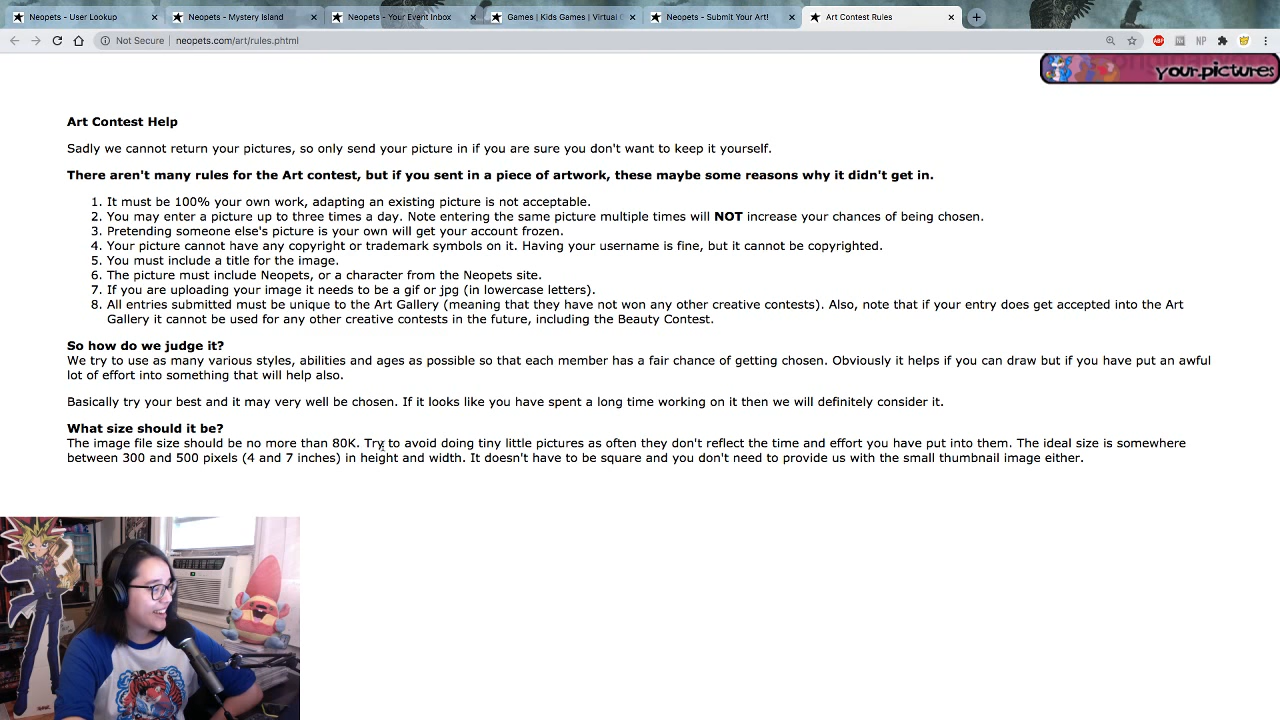 Neopets - User Lookup
Neopets - Mystery Island
Neopets - Your Event Inbox
Games | Kids Games | Virtual
Neopets - Submit Your Art!
Art Contest Rules
Not Secure | neopets.com/art/rules.phtml
ABP
NP
your.pictures
Art Contest Help
Sadly we cannot return your pictures, so only send your picture in if you are sure you don't want to keep it yourself.
There aren't many rules for the Art contest, but if you sent in a piece of artwork, these maybe some reasons why it didn't get in.
1. It must be 100% your own work, adapting an existing picture is not acceptable.
2. You may enter a picture up to three times a day. Note entering the same picture multiple times will NOT increase your chances of being chosen.
3. Pretending someone else's picture is your own will get your account frozen.
4. Your picture cannot have any copyright or trademark symbols on it. Having your username is fine, but it cannot be copyrighted.
5. You must include a title for the image.
6. The picture must include Neopets, or a character from the Neopets site.
7. If you are uploading your image it needs to be a gif or jpg (in lowercase letters).
8. All entries submitted must be unique to the Art Gallery (meaning that they have not won any other creative contests). Also, note that if your entry does get accepted into the Art
Gallery it cannot be used for any other creative contests in the future, including the Beauty Contest.
So how do we judge it?
We try to use as many various styles, abilities and ages as possible so that each member has a fair chance of getting chosen. Obviously it helps if you can draw but if you have put an awful
lot of effort into something that will help also.
Basically try your best and it may very well be chosen. If it looks like you have spent a long time working on it then we will definitely consider it.
What size should it be?
The image file size should be no more than 80K. Try to avoid doing tiny little pictures as often they don't reflect the time and effort you have put into them. The ideal size is somewhere
between 300 and 500 pixels (4 and 7 inches) in height and width. It doesn't have to be square and you don't need to provide us with the small thumbnail image either.